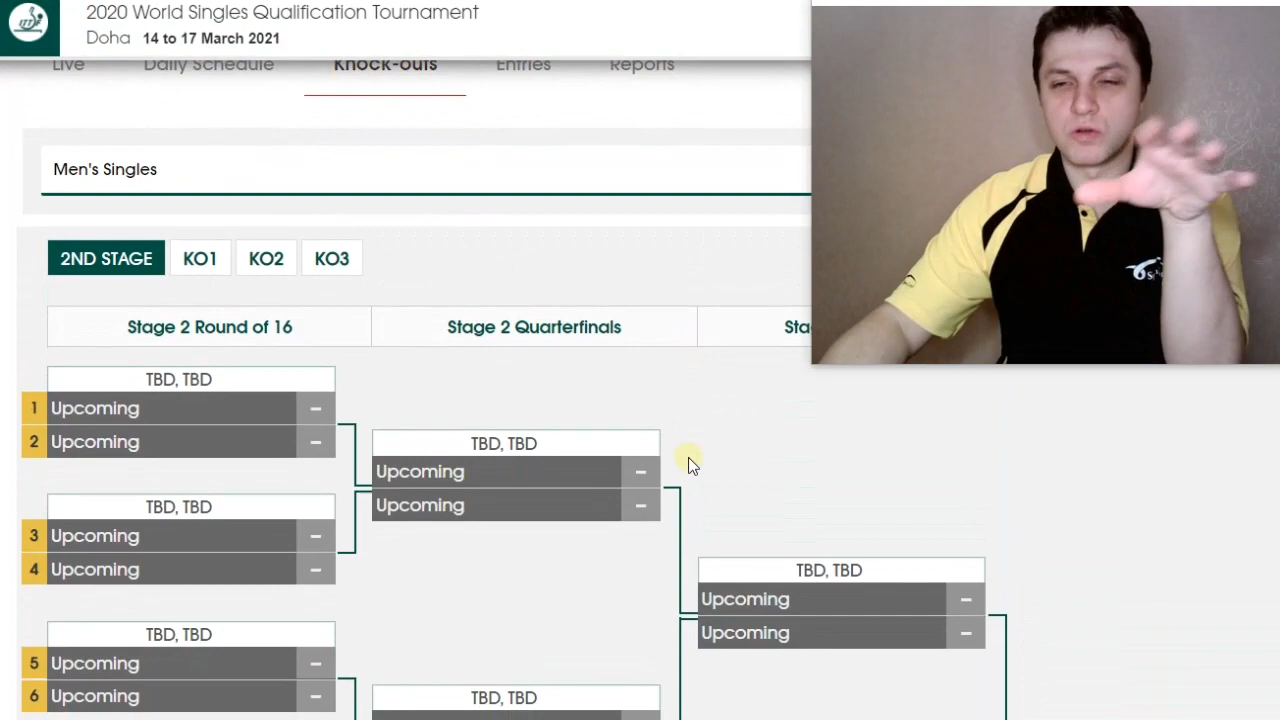 ITTF
2020 World Singles Qualification Tournament
Doha 14 to 17 March 2021
Live Daily Schedule Knock-outs Entries Reports
Men's Singles
2ND STAGE KO1 KO2 KO3
Stage 2 Round of 16 Stage 2 Quarterfinals
TBD, TBD
1 Upcoming –
2 Upcoming –
TBD, TBD
Upcoming –
Upcoming –
TBD, TBD
3 Upcoming –
4 Upcoming –
TBD, TBD
Upcoming –
Upcoming –
TBD, TBD
5 Upcoming –
6 Upcoming –
TBD, TBD